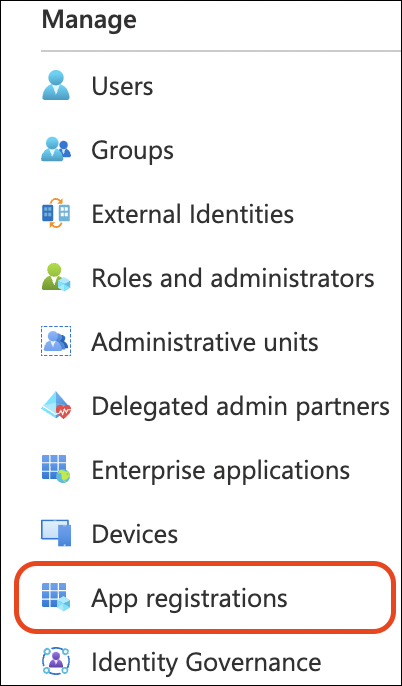 Manage
Users
Groups
External Identities
Roles and administrators
Administrative units
Delegated admin partners
Enterprise applications
Devices
App registrations
Identity Governance